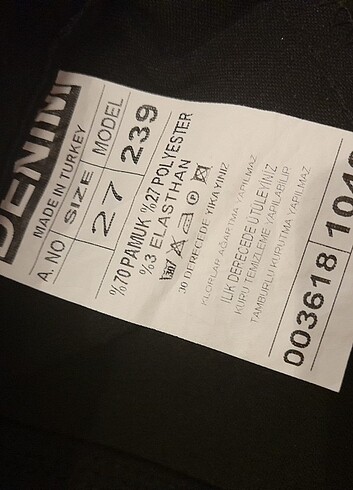 DENIM
MADE IN TURKEY
A. NO SIZE MODEL
27 239
%70 PAMUK %27 POLYESTER
%3 ELASTHAN
30 DERECEDE YIKAYINIZ
KLORLAR AĞARTMA YAPILMAZ
ILIK DERECEDE ÜTÜLEYİNİZ
KURU TEMİZLEME YAPILABİLİR
TAMBURLU KURUTMA YAPILMAZ
003618